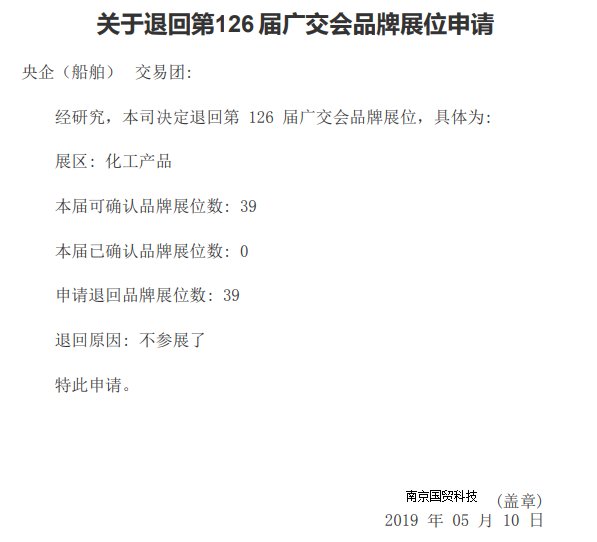 关于退回第126届广交会品牌展位申请
央企（船舶） 交易团:
经研究，本司决定退回第 126 届广交会品牌展位，具体为:
展区: 化工产品
本届可确认品牌展位数: 39
本届已确认品牌展位数: 0
申请退回品牌展位数: 39
退回原因: 不参展了
特此申请。
南京国贸科技 (盖章)
2019 年 05 月 10 日